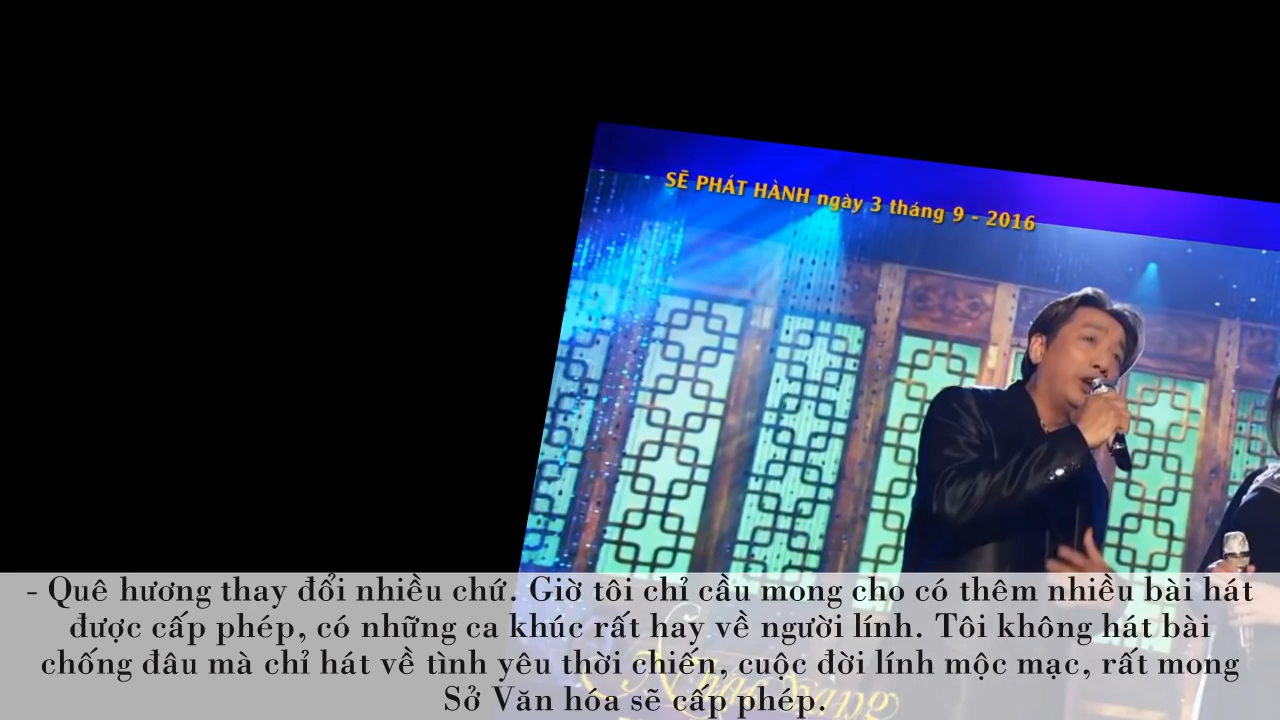 SẼ PHÁT HÀNH ngày 3 tháng 9 - 2016
- Quê hương thay đổi nhiều chứ. Giờ tôi chỉ cầu mong cho có thêm nhiều bài hát
được cấp phép, có những ca khúc rất hay về người lính. Tôi không hát bài
chống đâu mà chỉ hát về tình yêu thời chiến, cuộc đời lính mộc mạc, rất mong
Sở Văn hóa sẽ cấp phép.